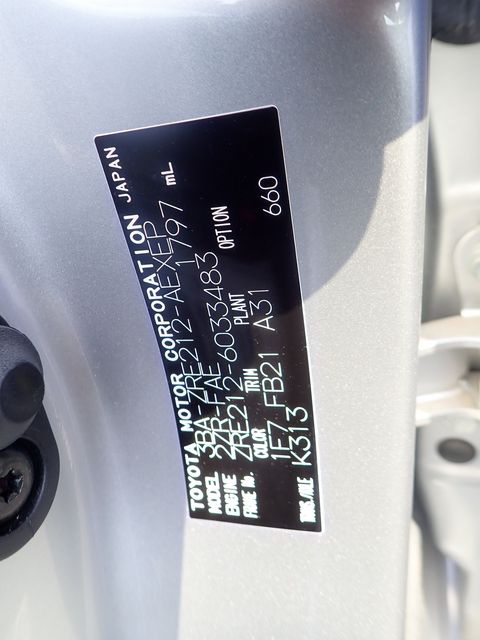 TOYOTA MOTOR CORPORATION JAPAN
MODEL 3BA-ZRE212-AEXEP
ENGINE 2ZR-FAE 1797 mL
FRAME No. ZRE212-6033483
COLOR TRIM PLANT OPTION
1F7 FB21 A31 660
TRANS./AXLE K313